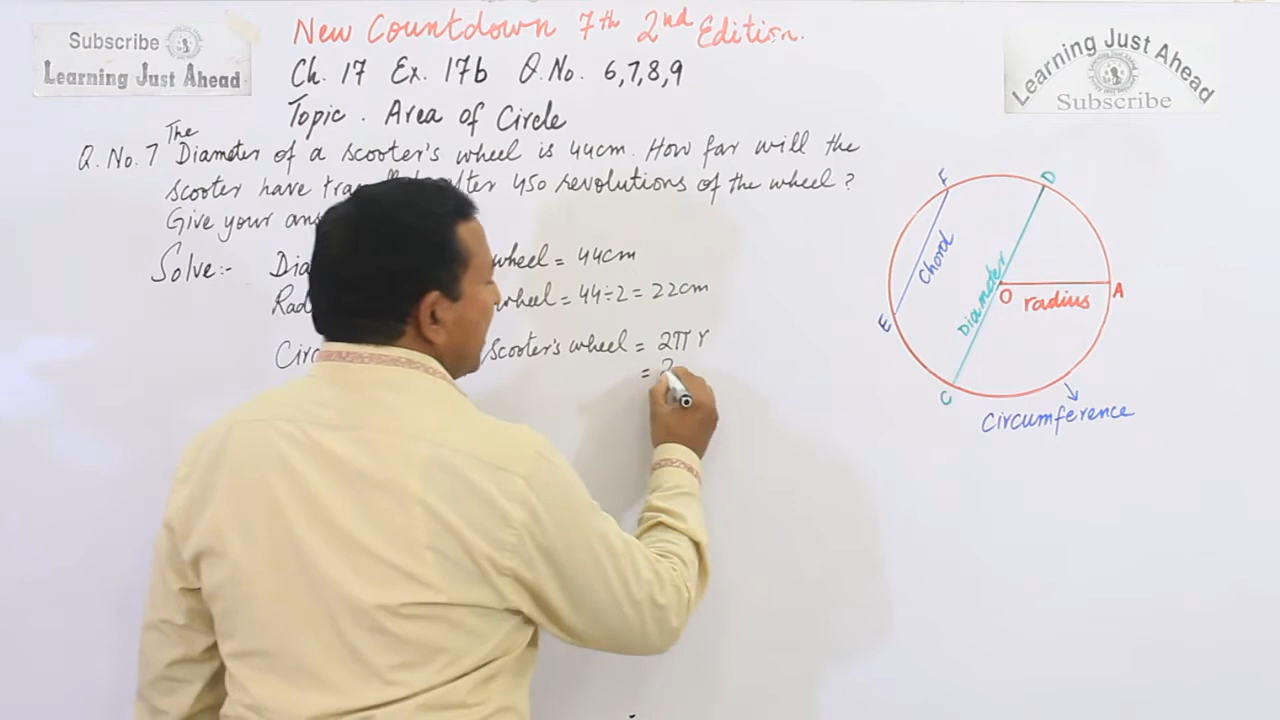 New Countdown 7th 2nd Edition.
Subscribe
Learning Just Ahead
Learning Just Ahead
Subscribe
Ch. 17 Ex. 17b Q.No. 6,7,8,9
Topic. Area of Circle
The
Q. No. 7 Diameter of a scooter's wheel is 44cm. How far will the
scooter have 450 revolutions of the wheel?
Give your
Solve:- wheel = 44cm
wheel = 44÷2 = 22cm
Scooter's wheel = 2πr
=
F
D
Chord
Diameter
O
radius
A
E
C
Circumference